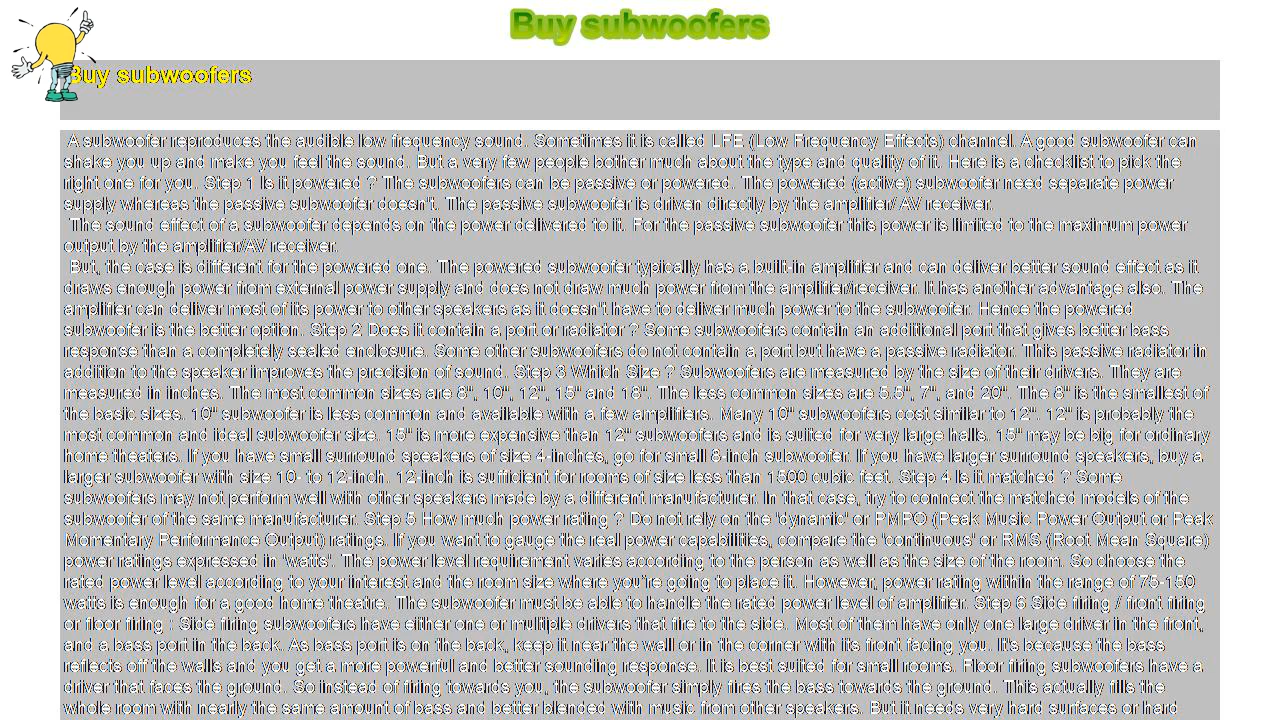 Buy subwoofers
Buy subwoofers
A subwoofer reproduces the audible low frequency sound. Sometimes it is called LFE (Low Frequency Effects) channel. A good subwoofer can
shake you up and make you feel the sound. But a very few people bother much about the type and quality of it. Here is a checklist to pick the
right one for you. Step 1 Is it powered ? The subwoofers can be passive or powered. The powered (active) subwoofer need separate power
supply whereas the passive subwoofer doesn"t. The passive subwoofer is driven directly by the amplifier/ AV receiver.
The sound effect of a subwoofer depends on the power delivered to it. For the passive subwoofer this power is limited to the maximum power
output by the amplifier/AV receiver.
But, the case is different for the powered one. The powered subwoofer typically has a built-in amplifier and can deliver better sound effect as it
draws enough power from external power supply and does not draw much power from the amplifier/receiver. It has another advantage also. The
amplifier can deliver most of its power to other speakers as it doesn"t have to deliver much power to the subwoofer. Hence the powered
subwoofer is the better option. Step 2 Does it contain a port or radiator ? Some subwoofers contain an additional port that gives better bass
response than a completely sealed enclosure. Some other subwoofers do not contain a port but have a passive radiator. This passive radiator in
addition to the speaker improves the precision of sound. Step 3 Which Size ? Subwoofers are measured by the size of their drivers. They are
measured in inches. The most common sizes are 8", 10", 12", 15" and 18". The less common sizes are 5.5", 7", and 20". The 8" is the smallest of
the basic sizes. 10" subwoofer is less common and available with a few amplifiers. Many 10" subwoofers cost similar to 12". 12" is probably the
most common and ideal subwoofer size. 15" is more expensive than 12" subwoofers and is suited for very large halls. 15" may be big for ordinary
home theaters. If you have small surround speakers of size 4-inches, go for small 8-inch subwoofer. If you have larger surround speakers, buy a
larger subwoofer with size 10- to 12-inch. 12-inch is sufficient for rooms of size less than 1500 cubic feet. Step 4 Is it matched ? Some
subwoofers may not perform well with other speakers made by a different manufacturer. In that case, try to connect the matched models of the
subwoofer of the same manufacturer. Step 5 How much power rating ? Do not rely on the 'dynamic' or PMPO (Peak Music Power Output or Peak
Momentary Performance Output) ratings. If you want to gauge the real power capabilities, compare the 'continuous' or RMS (Root Mean Square)
power ratings expressed in 'watts'. The power level requirement varies according to the person as well as the size of the room. So choose the
rated power level according to your interest and the room size where you're going to place it. However, power rating within the range of 75-150
watts is enough for a good home theatre. The subwoofer must be able to handle the rated power level of amplifier. Step 6 Side firing / front firing
or floor firing : Side firing subwoofers have either one or multiple drivers that fire to the side. Most of them have only one large driver in the front,
and a bass port in the back. As bass port is on the back, keep it near the wall or in the corner with its front facing you. It's because the bass
reflects off the walls and you get a more powerful and better sounding response. It is best suited for small rooms. Floor firing subwoofers have a
driver that faces the ground. So instead of firing towards you, the subwoofer simply fires the bass towards the ground. This actually fills the
whole room with nearly the same amount of bass and better blended with music from other speakers. But it needs very hard surfaces or hard